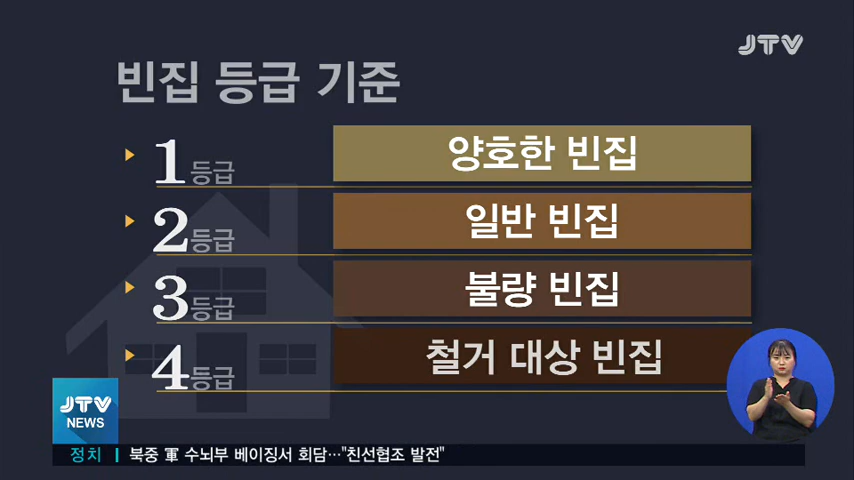 JTV
빈집 등급 기준
1등급 양호한 빈집
2등급 일반 빈집
3등급 불량 빈집
4등급 철거 대상 빈집
JTV
NEWS
정치 북중 軍 수뇌부 베이징서 회담…"친선협조 발전"